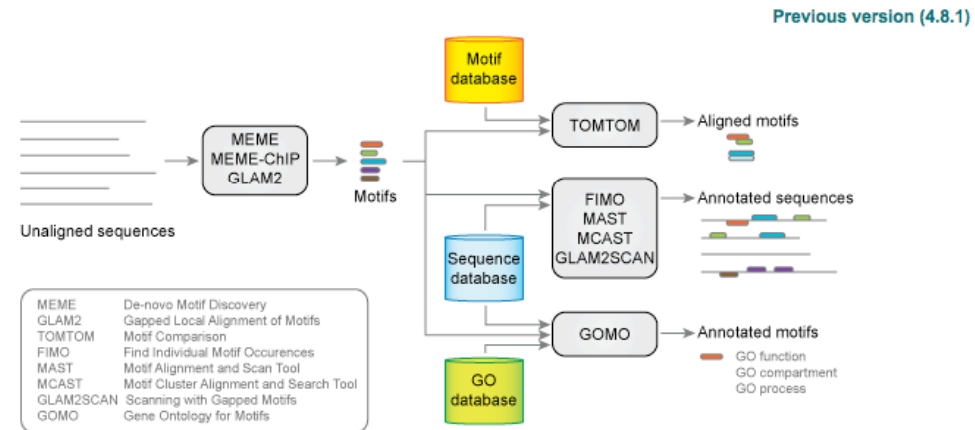 Previous version (4.8.1)
Motif
database
TOMTOM
Aligned motifs
MEME
MEME-ChIP
GLAM2
Motifs
Unaligned sequences
FIMO
MAST
MCAST
GLAM2SCAN
Annotated sequences
Sequence
database
GOMO
Annotated motifs
GO function
GO compartment
GO process
GO
database
MEME De-novo Motif Discovery
GLAM2 Gapped Local Alignment of Motifs
TOMTOM Motif Comparison
FIMO Find Individual Motif Occurences
MAST Motif Alignment and Scan Tool
MCAST Motif Cluster Alignment and Search Tool
GLAM2SCAN Scanning with Gapped Motifs
GOMO Gene Ontology for Motifs